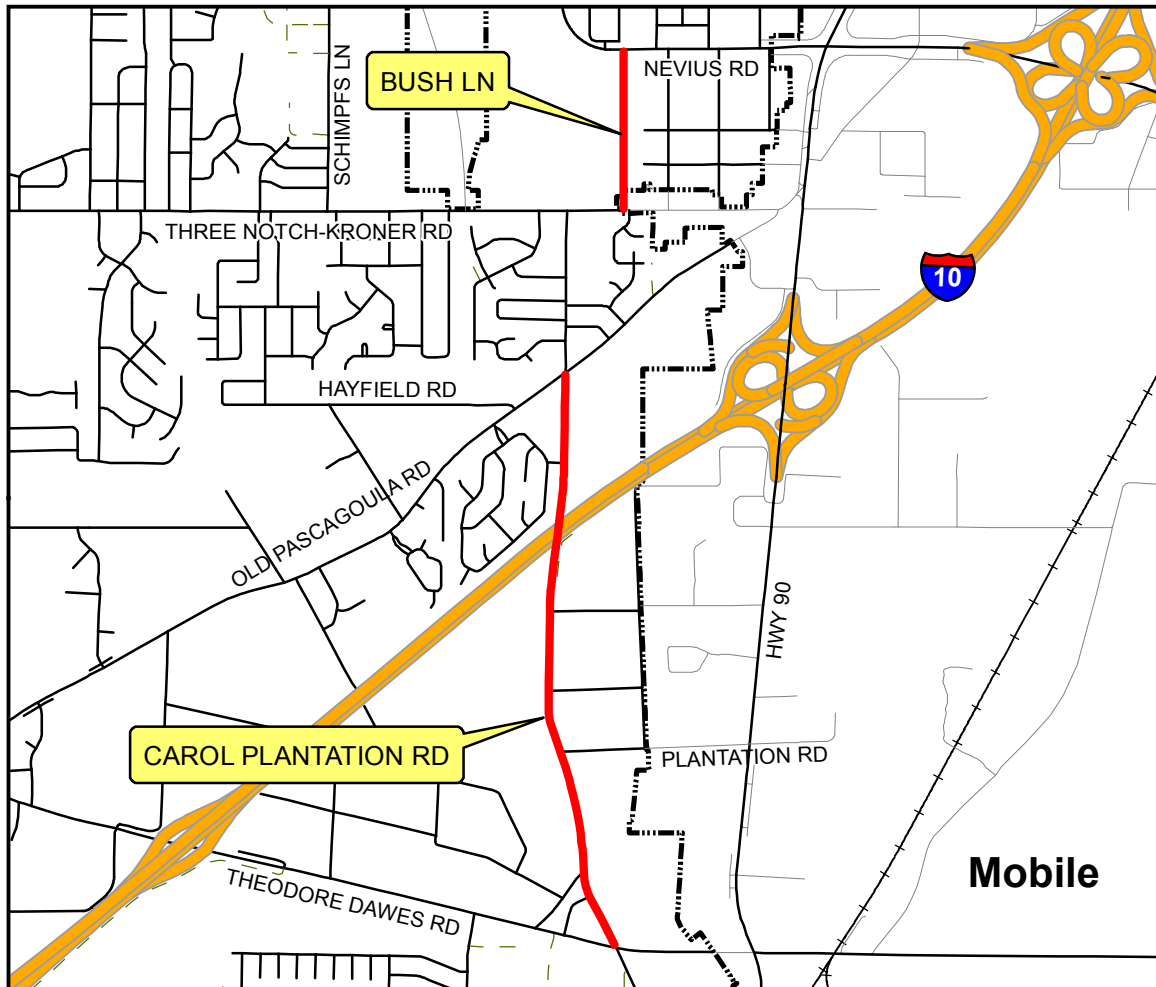 SCHIMPFS LN
BUSH LN
NEVIUS RD
THREE NOTCH-KRONER RD
10
HAYFIELD RD
OLD PASCAGOULA RD
HWY 90
CAROL PLANTATION RD
PLANTATION RD
THEODORE DAWES RD
Mobile